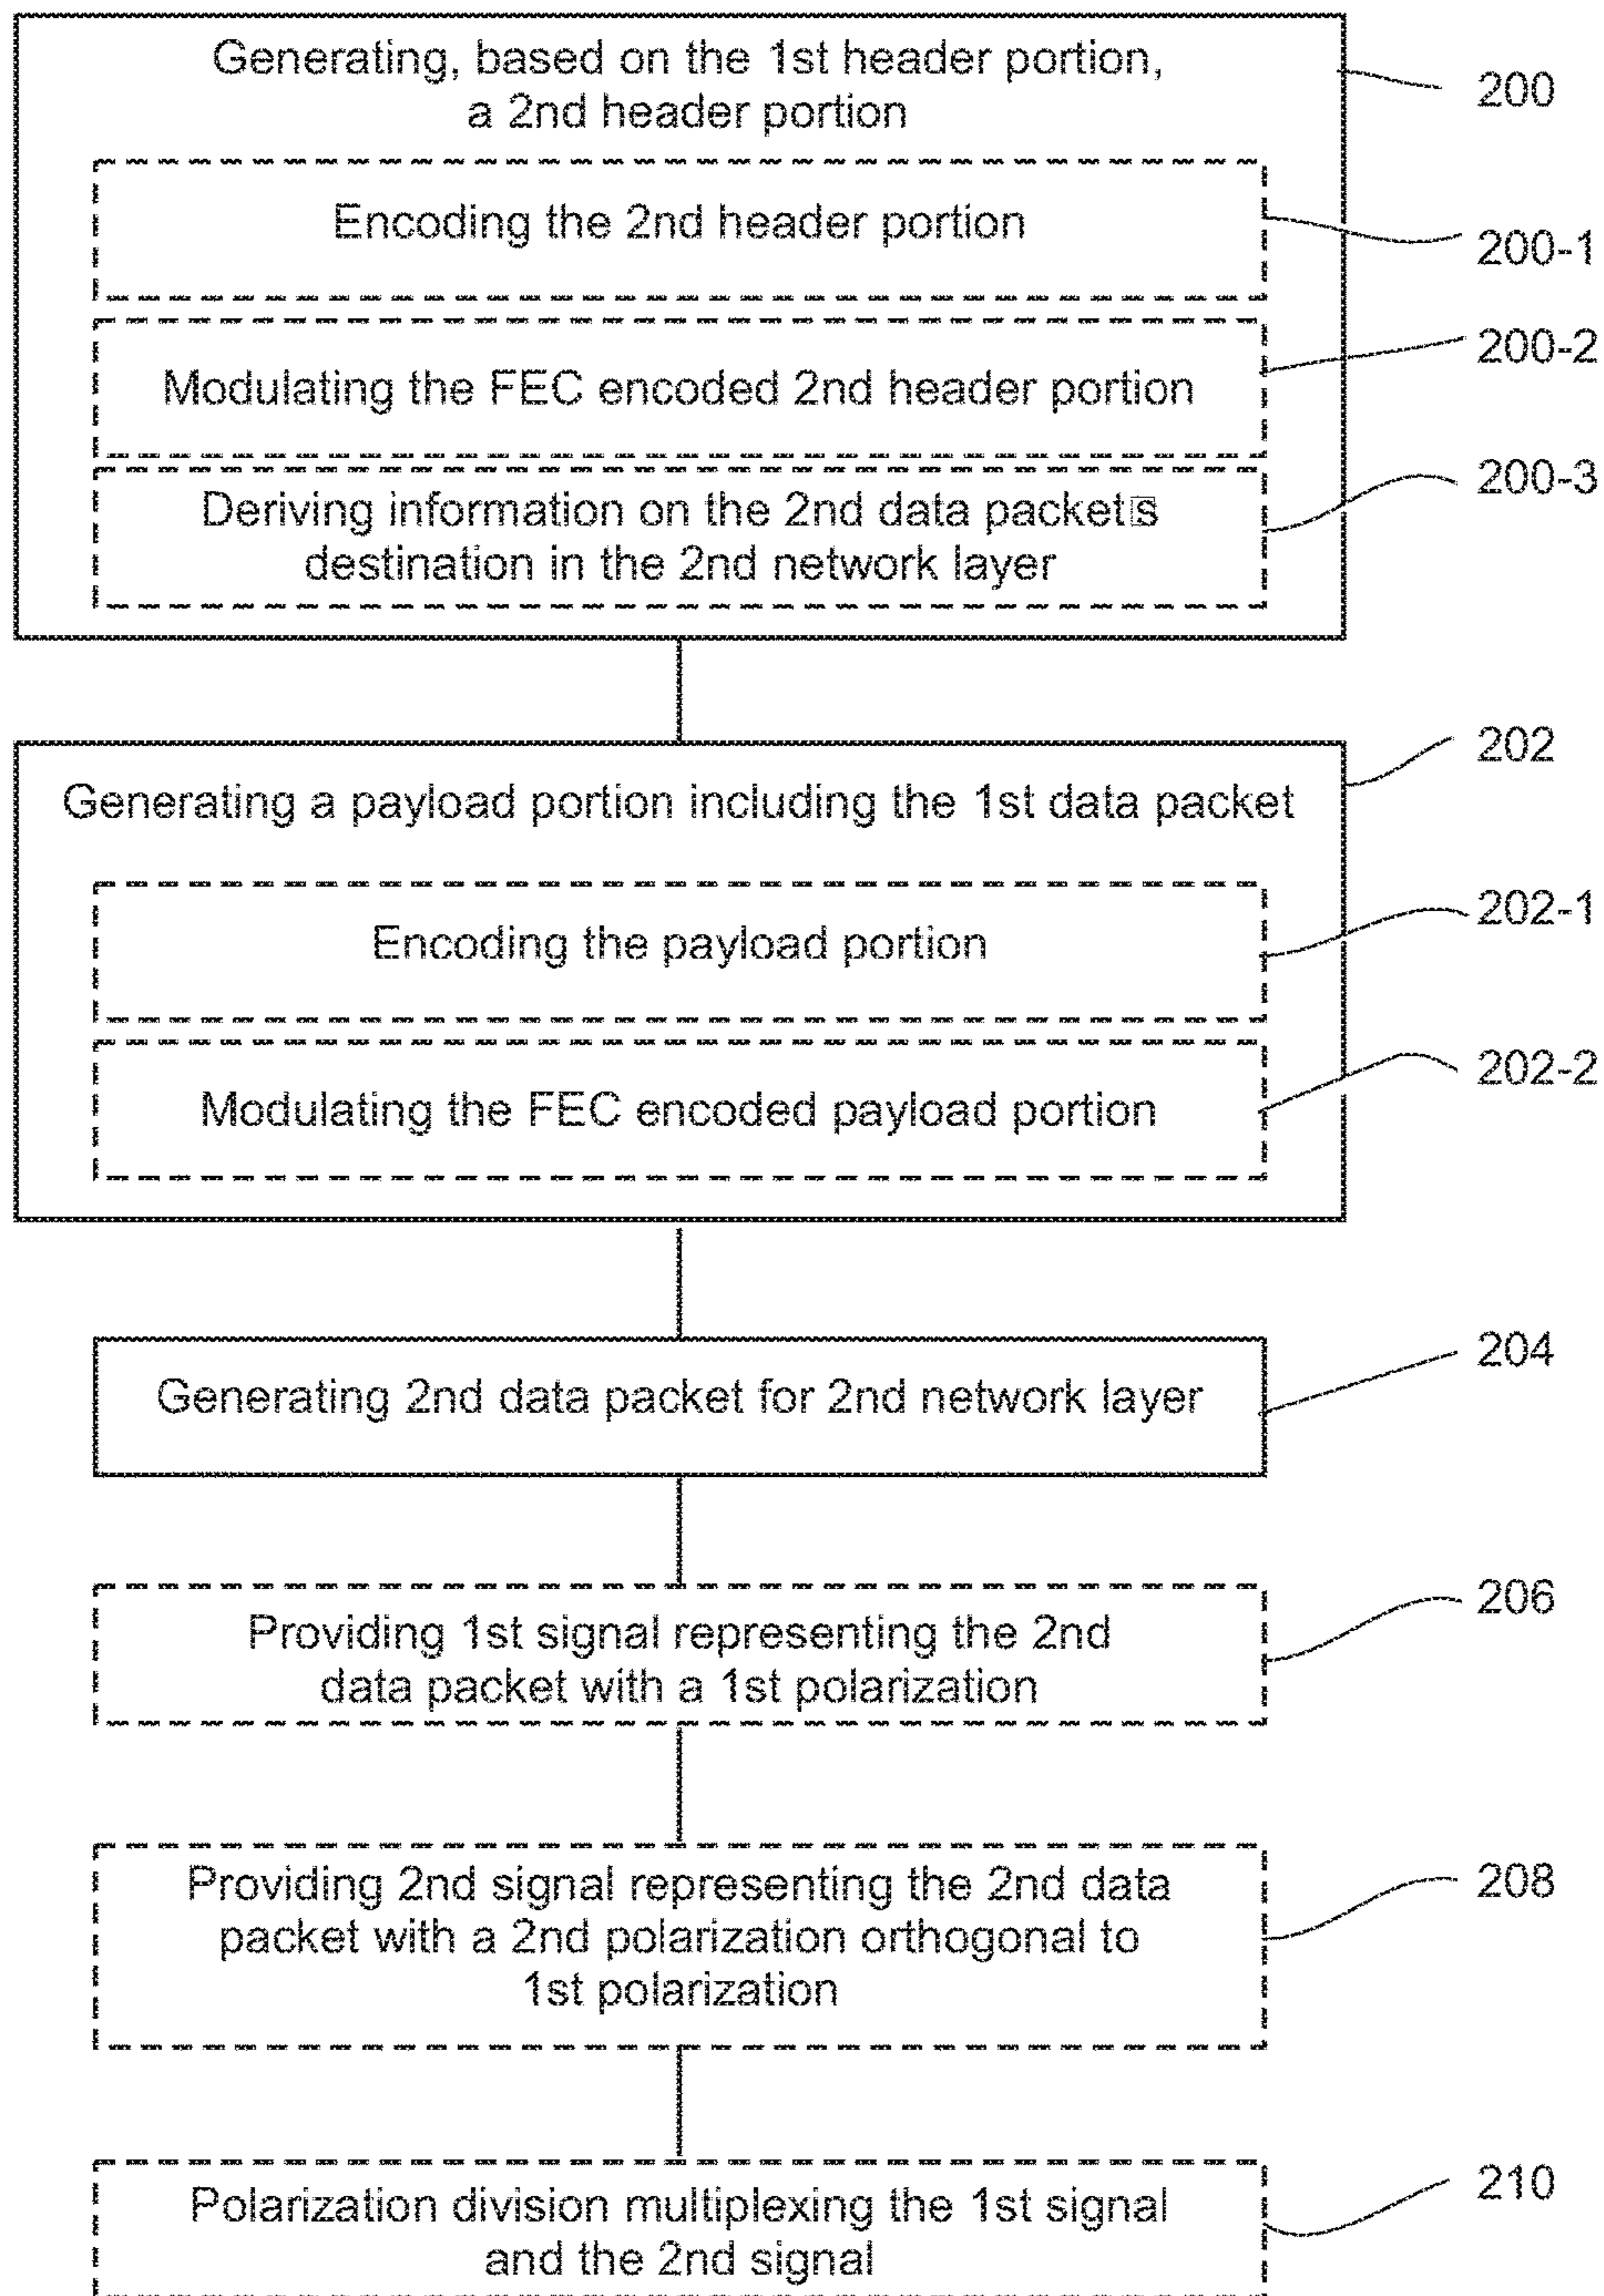 Generating, based on the 1st header portion,
a 2nd header portion
200
Encoding the 2nd header portion
200-1
Modulating the FEC encoded 2nd header portion
200-2
Deriving information on the 2nd data packet□s
destination in the 2nd network layer
200-3
Generating a payload portion including the 1st data packet
202
Encoding the payload portion
202-1
Modulating the FEC encoded payload portion
202-2
Generating 2nd data packet for 2nd network layer
204
Providing 1st signal representing the 2nd
data packet with a 1st polarization
206
Providing 2nd signal representing the 2nd data
packet with a 2nd polarization orthogonal to
1st polarization
208
Polarization division multiplexing the 1st signal
and the 2nd signal
210